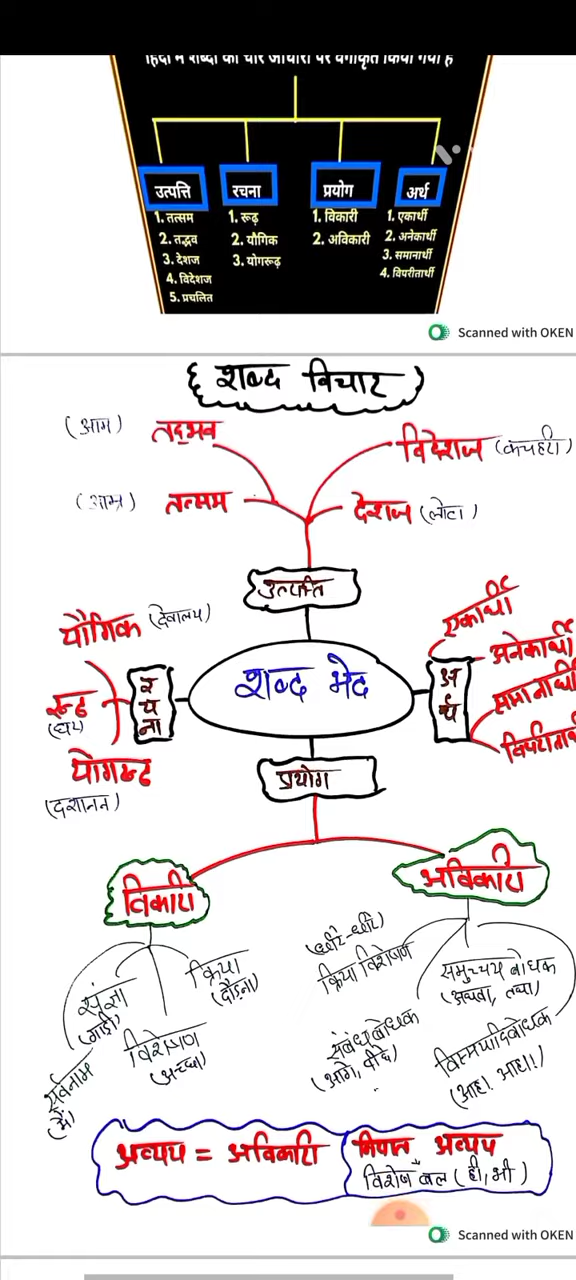 हिंदी में शब्दों को चार आधारों पर वर्गीकृत किया गया है
उत्पत्ति
1. तत्सम
2. तद्भव
3. देशज
4. विदेशज
5. प्रचलित
रचना
1. रूढ़
2. यौगिक
3. योगरूढ़
प्रयोग
1. विकारी
2. अविकारी
अर्थ
1. एकार्थी
2. अनेकार्थी
3. समानार्थी
4. विपरीतार्थी
Scanned with OKEN
शब्द विचार
(आम) तद्भव
विदेशज (कचहरी)
(आम्र) तत्सम
देशज (लोटा)
उत्पत्ति
यौगिक (देवालय)
रूढ़
(घर)
योगरूढ़
(दशानन)
रचना
शब्द भेद
अर्थ
एकार्थी
अनेकार्थी
समानार्थी
विपरीतार्थ
प्रयोग
विकारी
अविकारी
संज्ञा
(गाड़ी)
सर्वनाम
(मैं)
क्रिया
(दौड़ना)
विशेषण
(अच्छा)
(धीरे-धीरे)
क्रिया विशेषण
संबंध बोधक
(आगे, पीछे)
समुच्चय बोधक
(अथवा, तथा)
विस्मयादिबोधक
(आह! आहा!)
अव्यय = अविकारी
निपात अव्यय
विशेष बल (ही, भी)
Scanned with OKEN